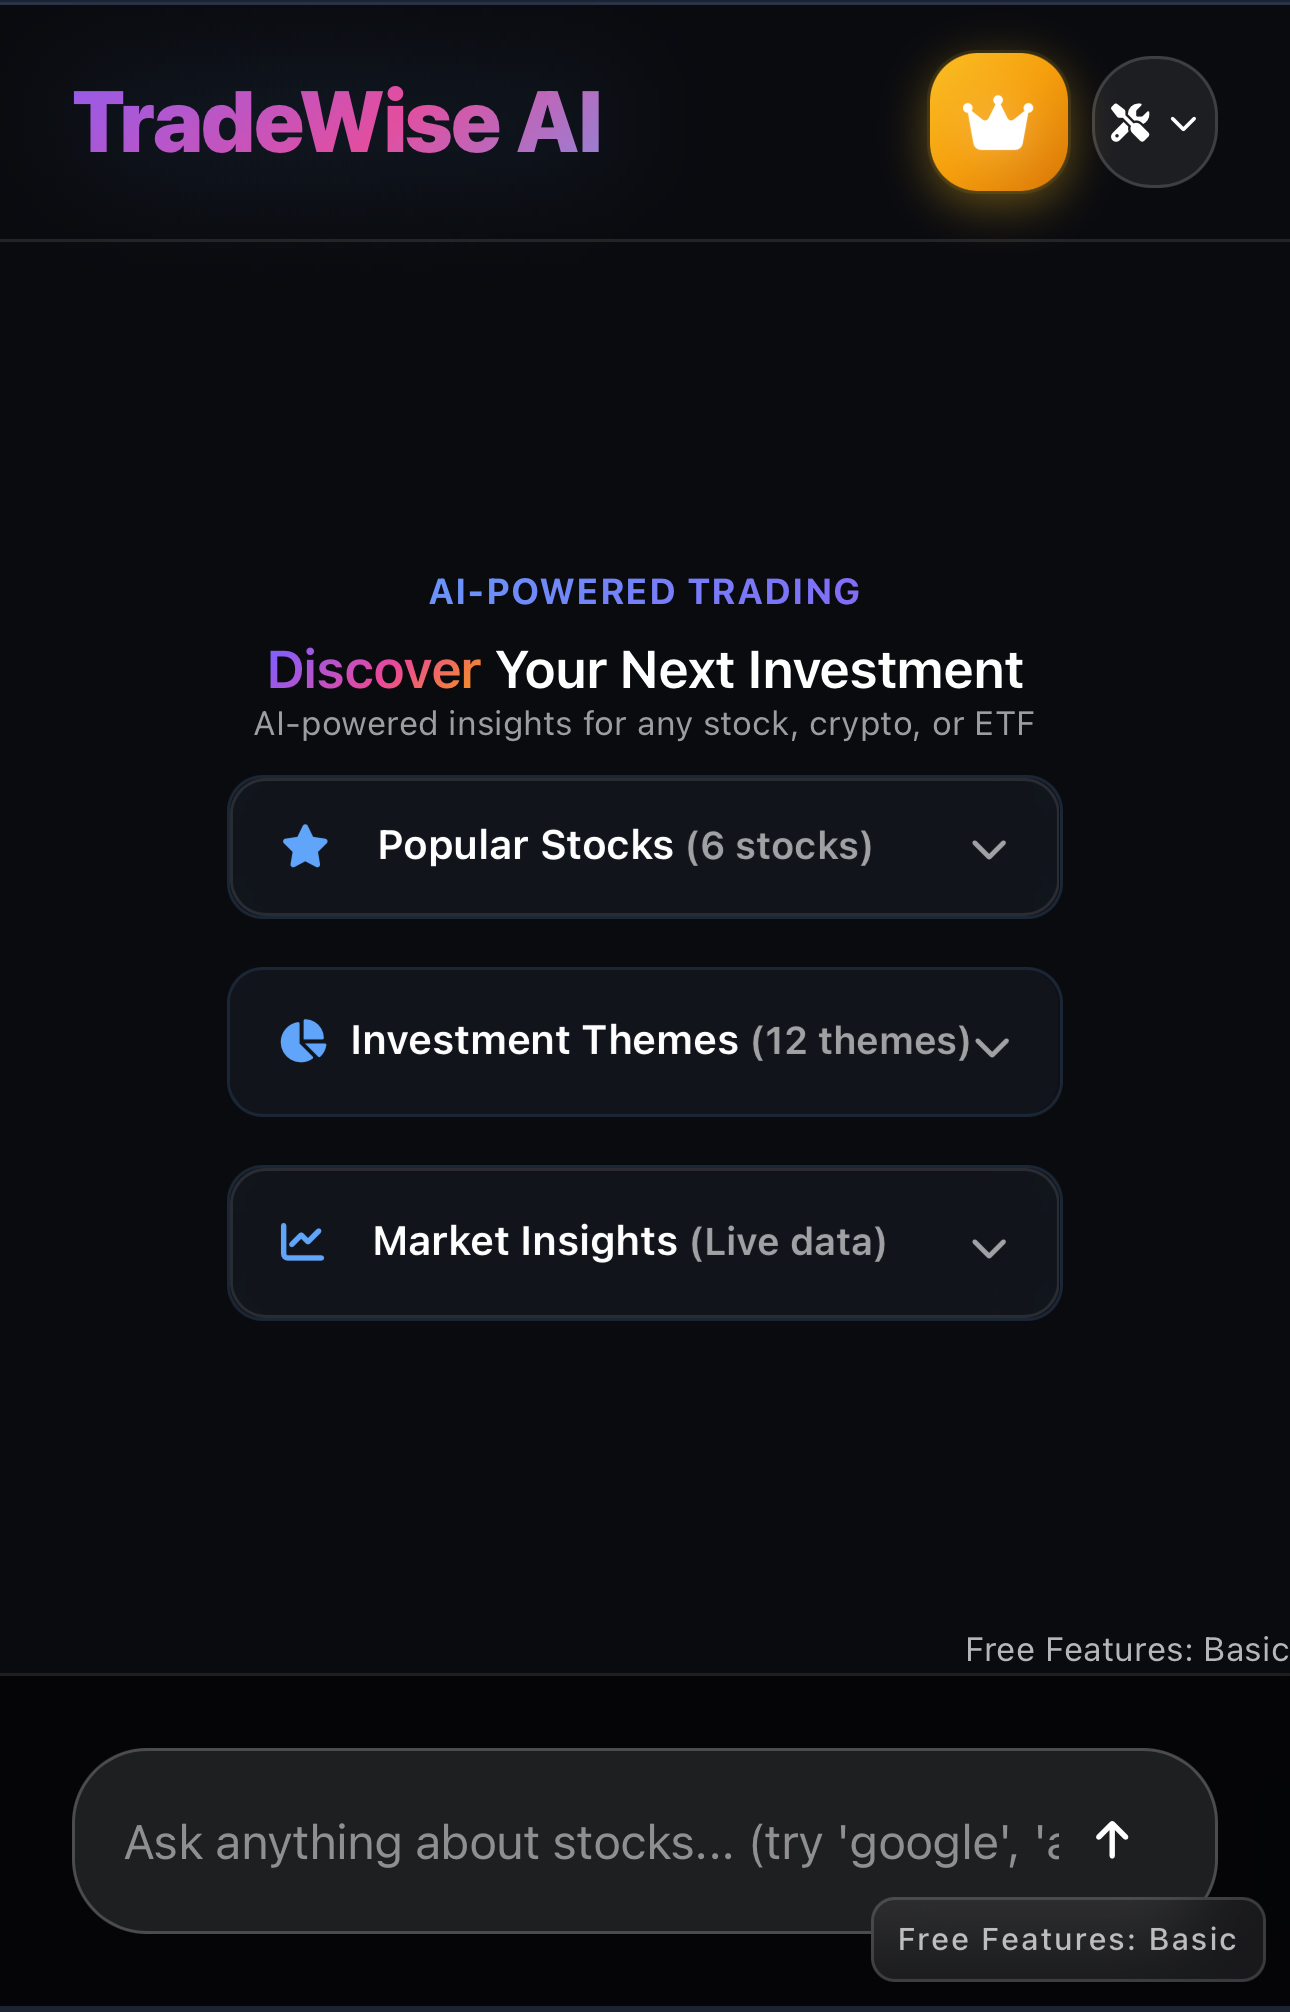 TradeWise AI
AI-POWERED TRADING
Discover Your Next Investment
AI-powered insights for any stock, crypto, or ETF
Popular Stocks (6 stocks)
Investment Themes (12 themes)
Market Insights (Live data)
Free Features: Basic
Ask anything about stocks... (try 'google', 'a
Free Features: Basic